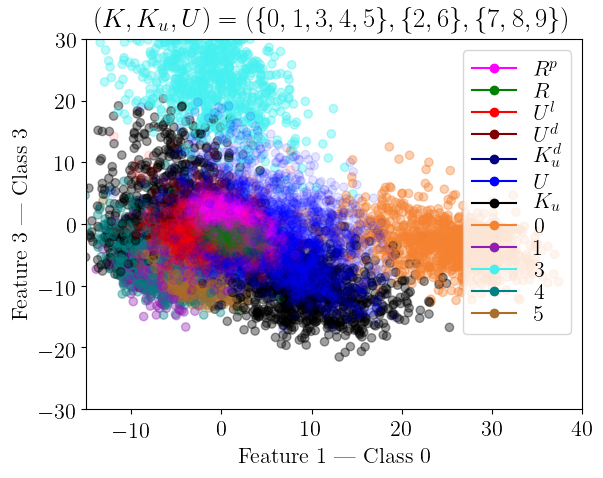 (K, K_u, U) = ({0, 1, 3, 4, 5}, {2, 6}, {7, 8, 9})
30
20
10
0
−10
−20
−30
Feature 3 — Class 3
R^p
R
U^l
U^d
K_u^d
U
K_u
0
1
3
4
5
−10
0
10
20
30
40
Feature 1 — Class 0